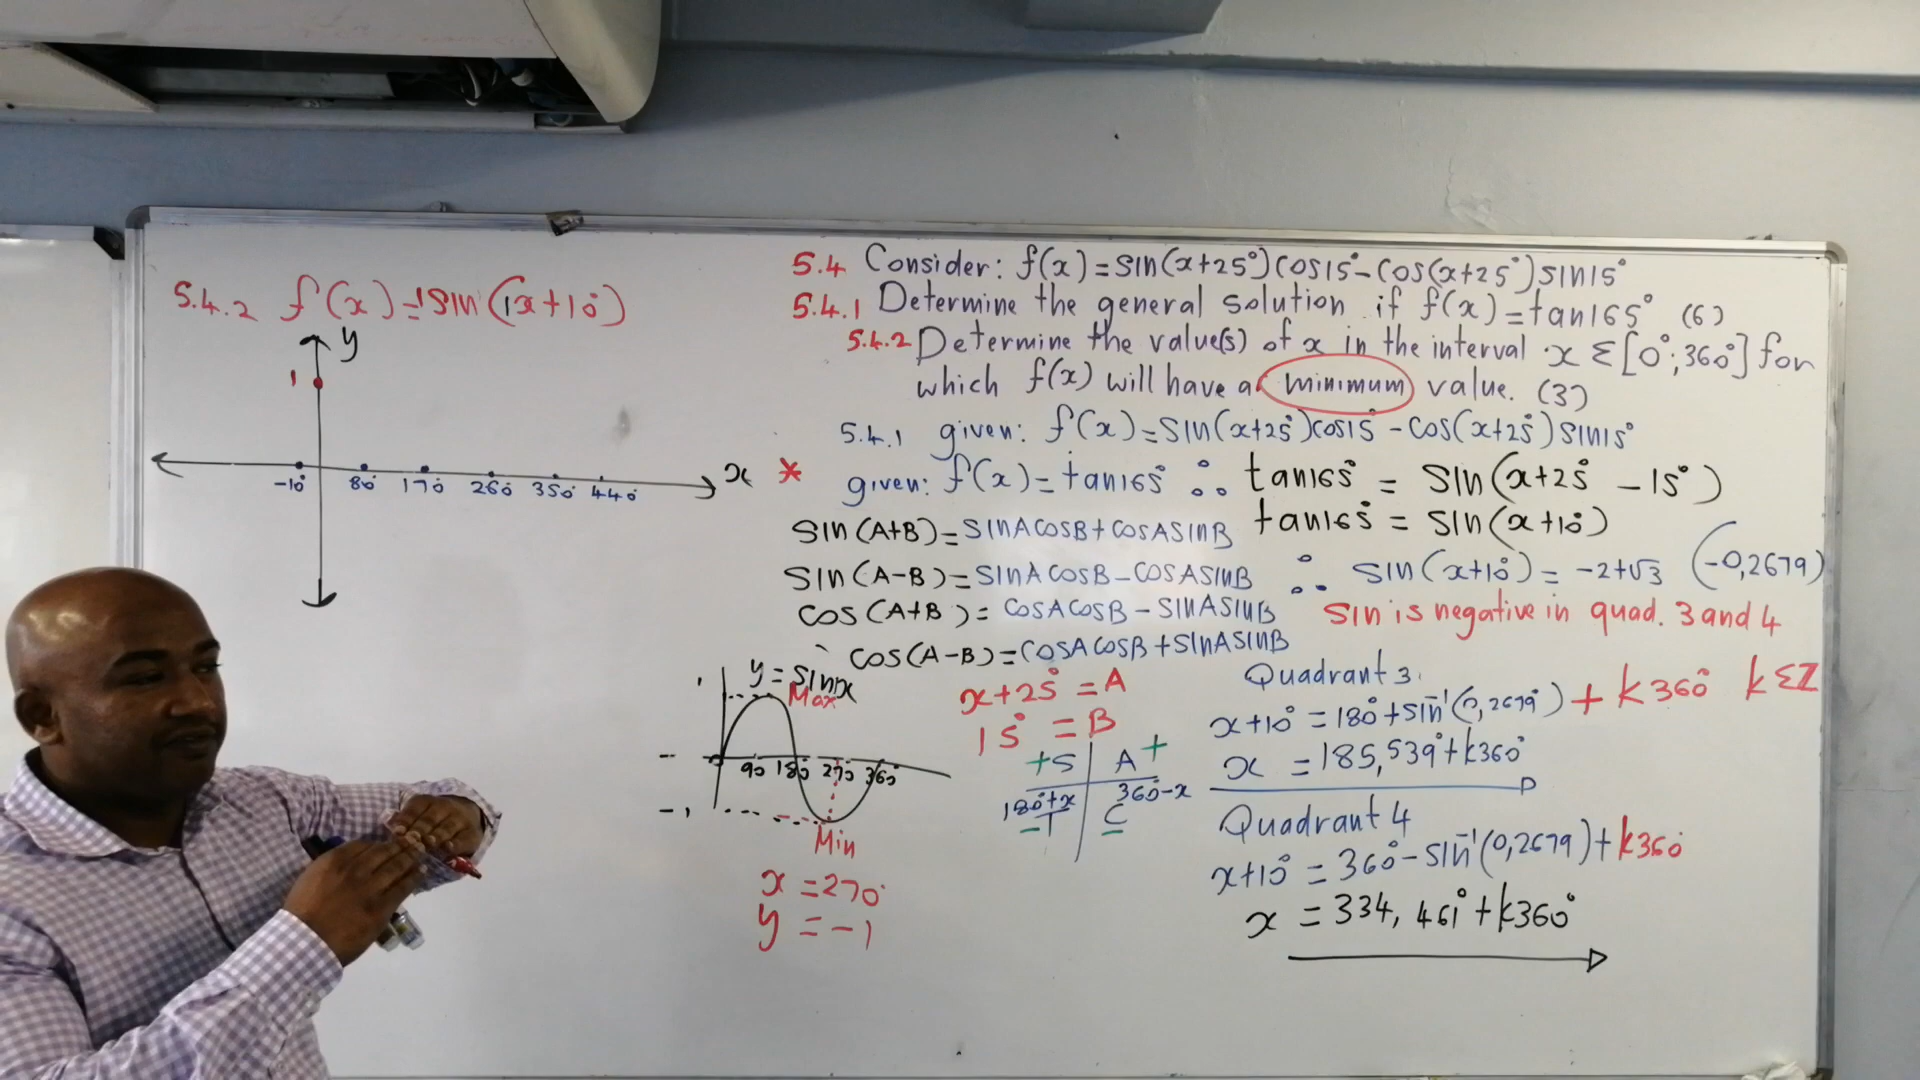 5.4.2 f(x)=1sin(1x+10°)
y
1
x
-10° 80° 170° 260° 350° 440°
5.4 Consider: f(x)=sin(x+25°)cos15°-cos(x+25°)sin15°
5.4.1 Determine the general solution if f(x)=tan165° (6)
5.4.2 Determine the value(s) of x in the interval x Σ[0°;360°] for
which f(x) will have a minimum value. (3)
5.4.1 given: f(x)=sin(x+25°)cos15°-cos(x+25°)sin15°
* given: f(x)=tan165° ∴ tan165° = sin(x+25°-15°)
tan165° = sin(x+10°)
sin(A+B)=sinAcosB+cosAsinB
∴ sin(x+10°)=-2+√3 (-0,2679)
sin(A-B)=sinAcosB-cosAsinB
cos(A+B)=cosAcosB-sinAsinB
sin is negative in quad. 3 and 4
cos(A-B)=cosAcosB+sinAsinB
y=sinx
1
Max
90 180 270 360°
-1
Min
x=270°
y=-1
x+25°=A
15°=B
+S A+
180°+x 360°-x
-T C-
Quadrant 3
x+10°=180°+sin⁻¹(0,2679)+k360° kΣZ
x=185,539°+k360°
Quadrant 4
x+10°=360°-sin⁻¹(0,2679)+k360°
x=334,461°+k360°